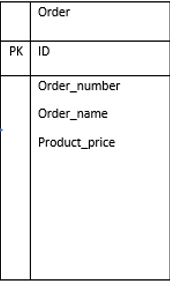 Order
PK ID
Order_number
Order_name
Product_price